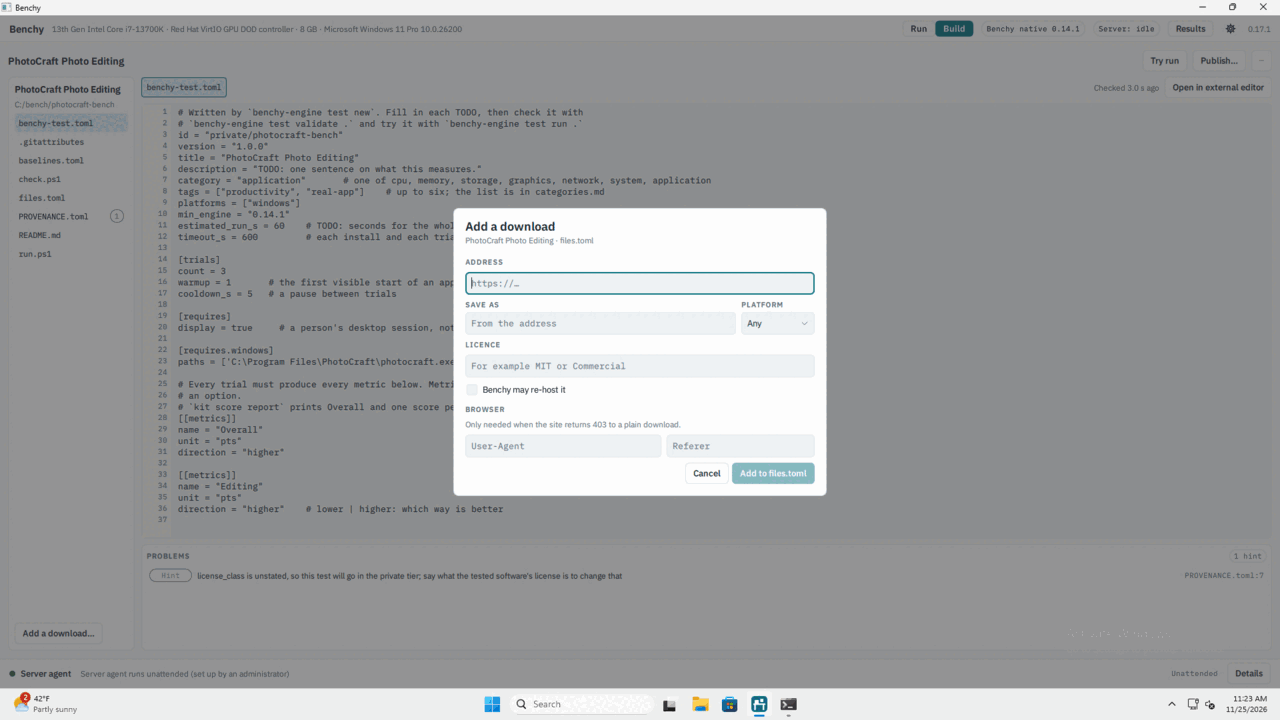 Benchy
Benchy 13th Gen Intel Core i7-13700K · Red Hat VirtIO GPU DOD controller · 8 GB · Microsoft Windows 11 Pro 10.0.26200 Run Build Benchy native 0.14.1 Server: idle Results 0.17.1
PhotoCraft Photo Editing Try run Publish...
PhotoCraft Photo Editing
C:/bench/photocraft-bench
benchy-test.toml
.gitattributes
baselines.toml
check.ps1
files.toml
PROVENANCE.toml 1
README.md
run.ps1
Add a download...
benchy-test.toml Checked 3.0 s ago Open in external editor
1 # Written by `benchy-engine test new`. Fill in each TODO, then check it with
2 # `benchy-engine test validate .` and try it with `benchy-engine test run .`
3 id = "private/photocraft-bench"
4 version = "1.0.0"
5 title = "PhotoCraft Photo Editing"
6 description = "TODO: one sentence on what this measures."
7 category = "application" # one of cpu, memory, storage, graphics, network, system, application
8 tags = ["productivity", "real-app"] # up to six; the list is in categories.md
9 platforms = ["windows"]
10 min_engine = "0.14.1"
11 estimated_run_s = 60 # TODO: seconds for the
12 timeout_s = 600 # each install and each
13
14 [trials]
15 count = 3
16 warmup = 1 # the first visible start of an
17 cooldown_s = 5 # a pause between trials
18
19 [requires]
20 display = true # a person's desktop session,
21
22 [requires.windows]
23 paths = ['C:\Program Files\PhotoCraft\photocraft.exe
24
25 # Every trial must produce every metric below.
26 # an option.
27 # `kit score report` prints Overall and one score
28 [[metrics]]
29 name = "Overall"
30 unit = "pts"
31 direction = "higher"
32
33 [[metrics]]
34 name = "Editing"
35 unit = "pts"
36 direction = "higher" # lower | higher: which way is better
37
Add a download
PhotoCraft Photo Editing · files.toml
ADDRESS
https://…
SAVE AS PLATFORM
From the address Any
LICENCE
For example MIT or Commercial
Benchy may re-host it
BROWSER
Only needed when the site returns 403 to a plain download.
User-Agent Referer
Cancel Add to files.toml
PROBLEMS 1 hint
Hint license_class is unstated, so this test will go in the private tier; say what the tested software's license is to change that PROVENANCE.toml:7
Server agent Server agent runs unattended (set up by an administrator) Unattended Details
2 42°F
Partly sunny
Search
11:23 AM
11/25/2026